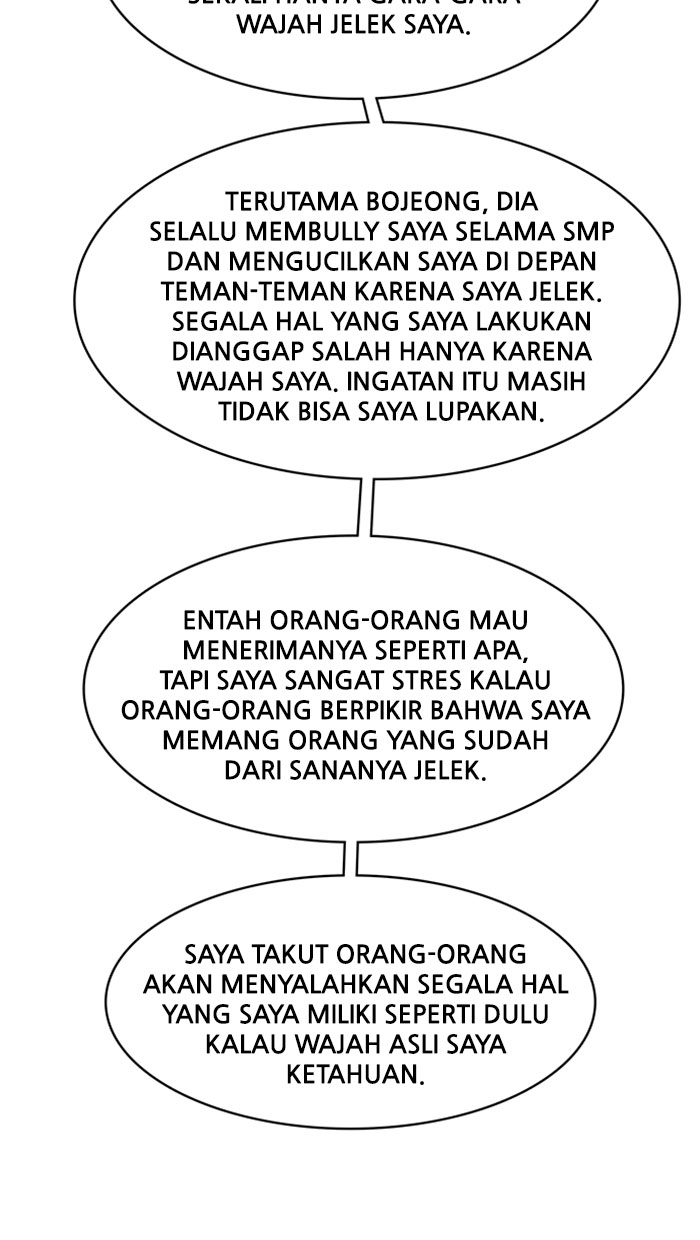 WAJAH JELEK SAYA.
TERUTAMA BOJEONG, DIA
SELALU MEMBULLY SAYA SELAMA SMP
DAN MENGUCILKAN SAYA DI DEPAN
TEMAN-TEMAN KARENA SAYA JELEK.
SEGALA HAL YANG SAYA LAKUKAN
DIANGGAP SALAH HANYA KARENA
WAJAH SAYA. INGATAN ITU MASIH
TIDAK BISA SAYA LUPAKAN.
ENTAH ORANG-ORANG MAU
MENERIMANYA SEPERTI APA,
TAPI SAYA SANGAT STRES KALAU
ORANG-ORANG BERPIKIR BAHWA SAYA
MEMANG ORANG YANG SUDAH
DARI SANANYA JELEK.
SAYA TAKUT ORANG-ORANG
AKAN MENYALAHKAN SEGALA HAL
YANG SAYA MILIKI SEPERTI DULU
KALAU WAJAH ASLI SAYA
KETAHUAN.